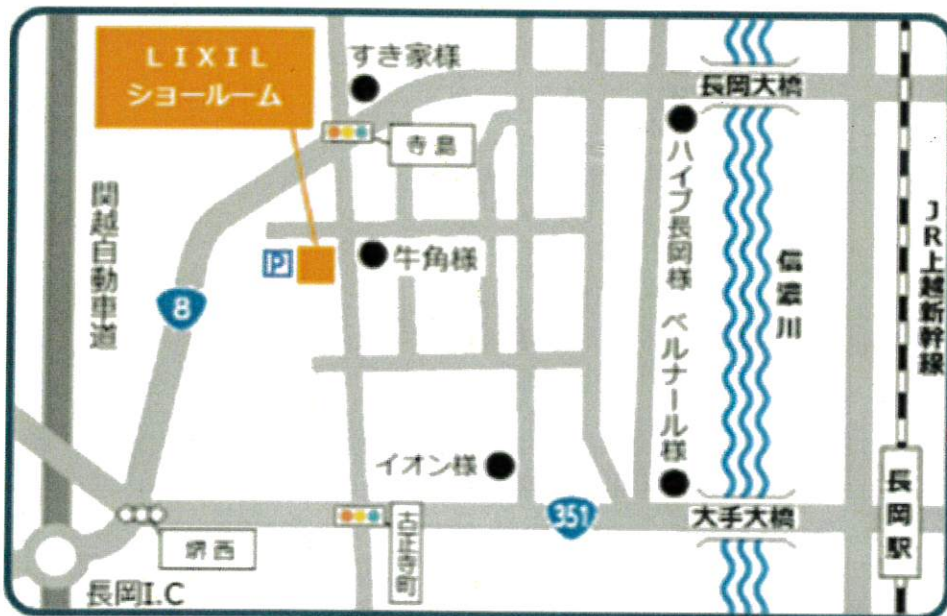 LIXIL
ショールーム
すき家様
長岡大橋
寺島
ハイブ長岡様
関越自動車道
JR上越新幹線
P
牛角様
信濃川
8
ベルナール様
イオン様
351
大手大橋
長岡駅
古正寺町
堺西
長岡I.C